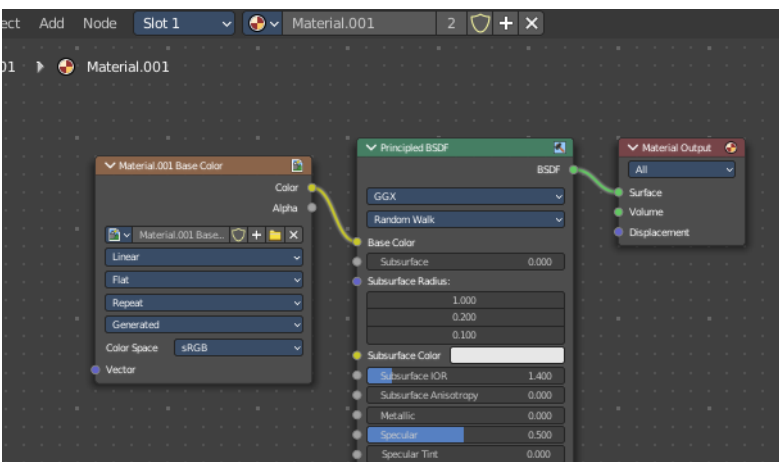 ect Add Node Slot 1 Material.001 2
01 Material.001
Material.001 Base Color
Color
Alpha
Material.001 Base...
Linear
Flat
Repeat
Generated
Color Space sRGB
Vector
Principled BSDF
BSDF
GGX
Random Walk
Base Color
Subsurface 0.000
Subsurface Radius:
1.000
0.200
0.100
Subsurface Color
Subsurface IOR 1.400
Subsurface Anisotropy 0.000
Metallic 0.000
Specular 0.500
Specular Tint 0.000
Material Output
All
Surface
Volume
Displacement